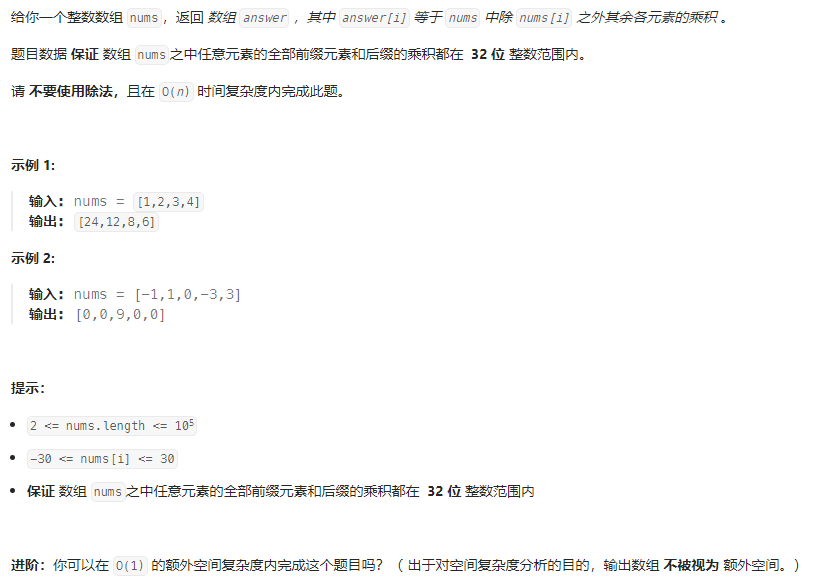 给你一个整数数组 nums，返回 数组 answer ，其中 answer[i] 等于 nums 中除 nums[i] 之外其余各元素的乘积 。
题目数据 保证 数组 nums之中任意元素的全部前缀元素和后缀的乘积都在 32 位 整数范围内。
请 不要使用除法，且在 O(n) 时间复杂度内完成此题。
示例 1:
输入: nums = [1,2,3,4]
输出: [24,12,8,6]
示例 2:
输入: nums = [-1,1,0,-3,3]
输出: [0,0,9,0,0]
提示：
• 2 <= nums.length <= 10⁵
• -30 <= nums[i] <= 30
• 保证 数组 nums之中任意元素的全部前缀元素和后缀的乘积都在 32 位 整数范围内
进阶：你可以在 O(1) 的额外空间复杂度内完成这个题目吗？（ 出于对空间复杂度分析的目的，输出数组 不被视为 额外空间。）